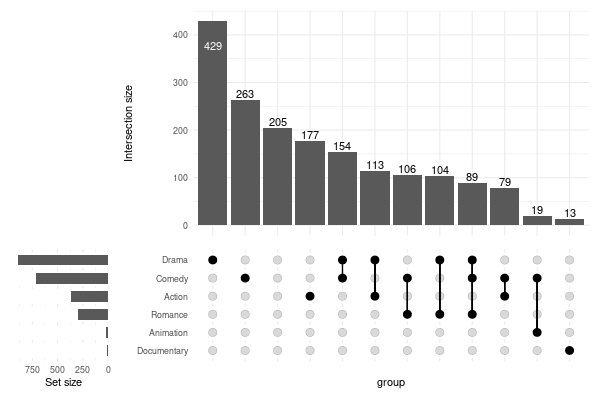 400
300
200
100
0
Intersection size
429
263
205
177
154
113
106
104
89
79
19
13
Drama
Comedy
Action
Romance
Animation
Documentary
750 500 250 0
Set size
group